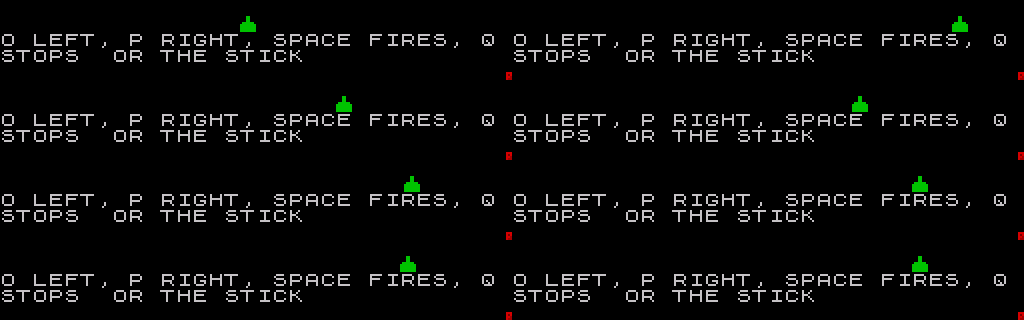 O LEFT, P RIGHT, SPACE FIRES, Q
STOPS  OR THE STICK
O LEFT, P RIGHT, SPACE FIRES, Q
STOPS  OR THE STICK
O LEFT, P RIGHT, SPACE FIRES, Q
STOPS  OR THE STICK
O LEFT, P RIGHT, SPACE FIRES, Q
STOPS  OR THE STICK
O LEFT, P RIGHT, SPACE FIRES, Q
STOPS  OR THE STICK
O LEFT, P RIGHT, SPACE FIRES, Q
STOPS  OR THE STICK
O LEFT, P RIGHT, SPACE FIRES, Q
STOPS  OR THE STICK
O LEFT, P RIGHT, SPACE FIRES, Q
STOPS  OR THE STICK